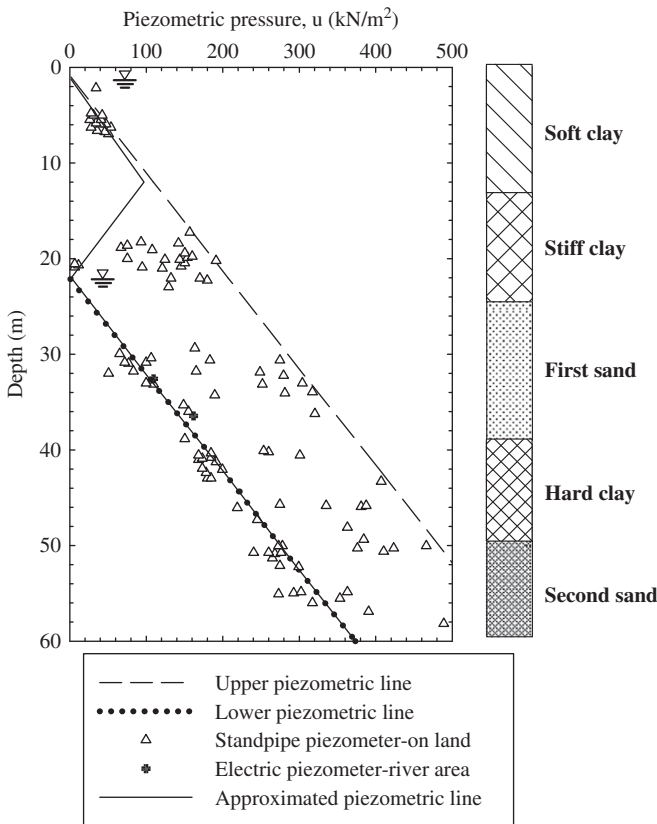 Piezometric pressure, u (kN/m²)
0 100 200 300 400 500
0
10
20
30
40
50
60
Depth (m)
Soft clay
Stiff clay
First sand
Hard clay
Second sand
Upper piezometric line
Lower piezometric line
Standpipe piezometer-on land
Electric piezometer-river area
Approximated piezometric line